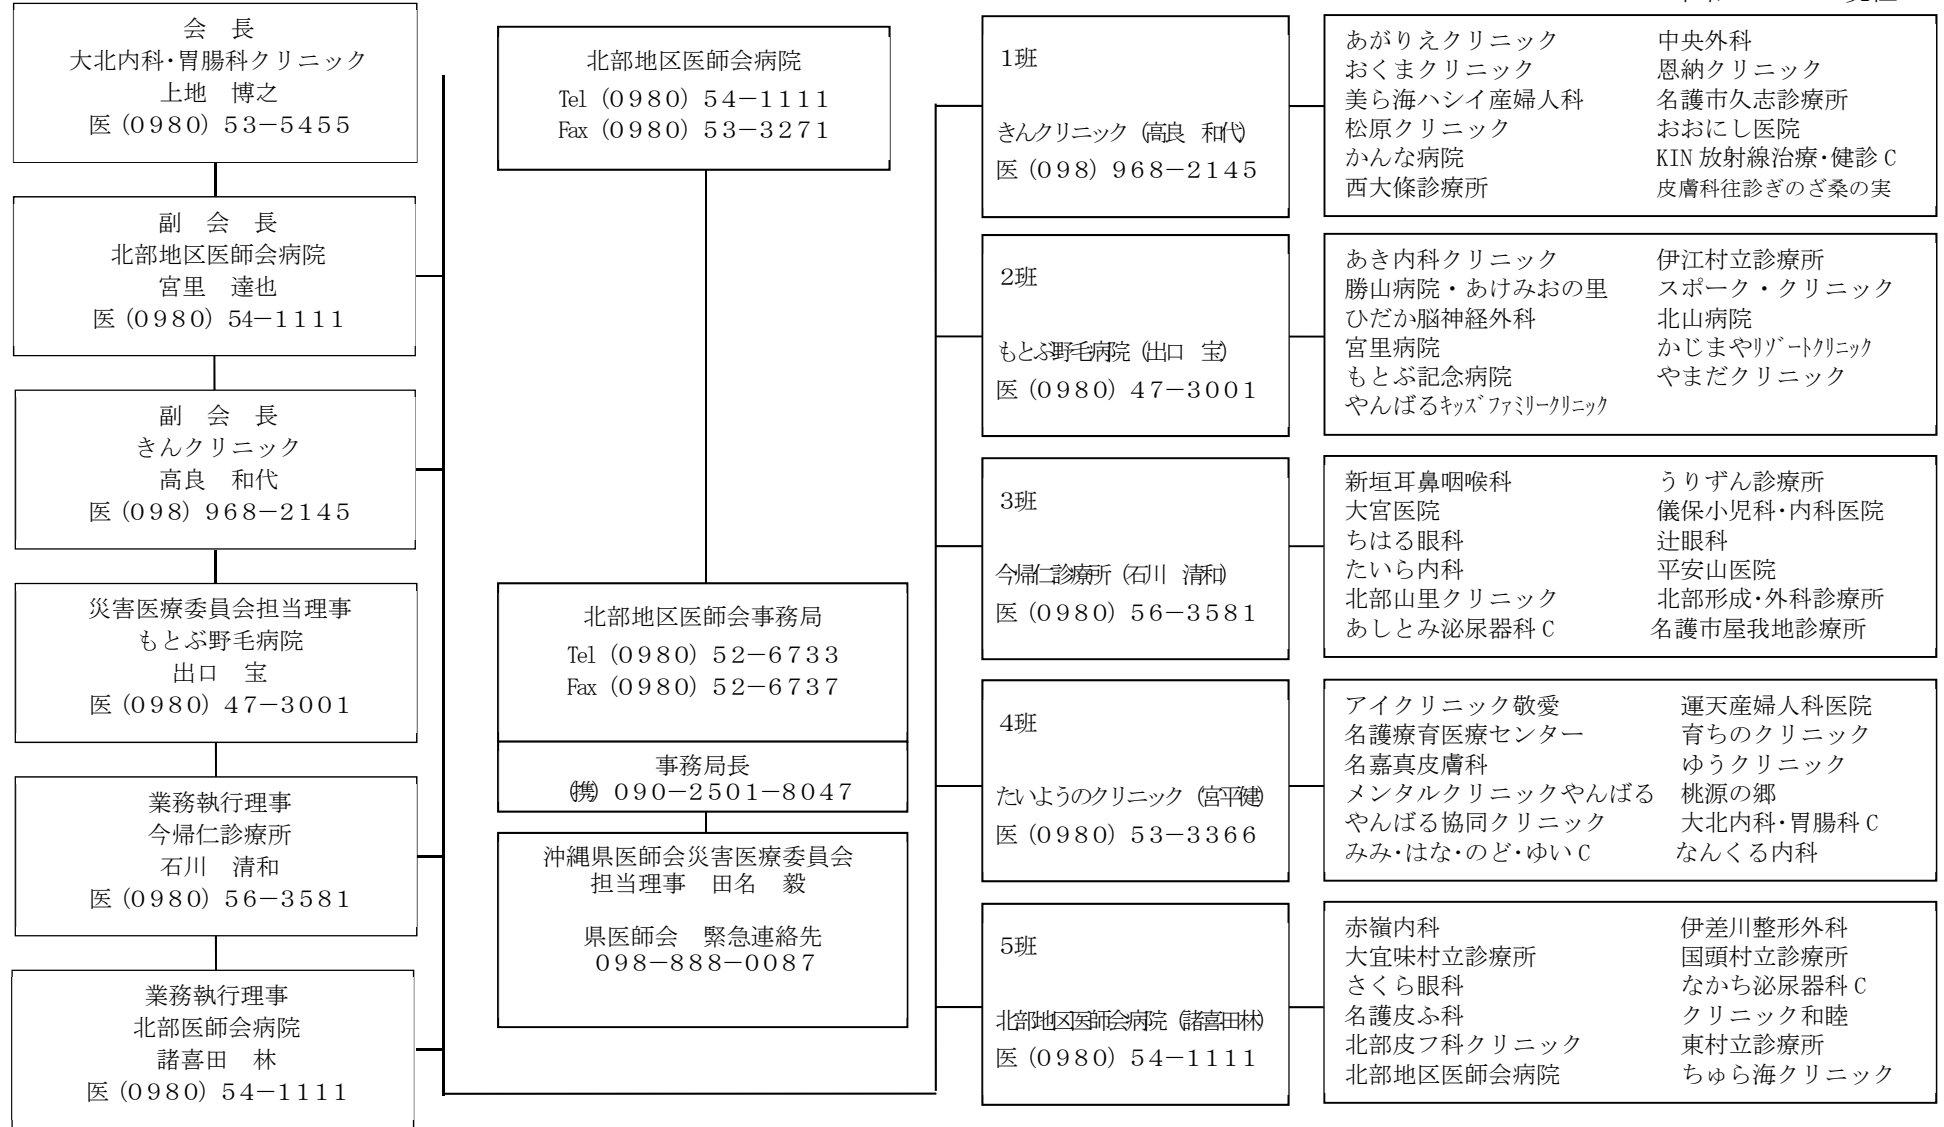 会　長
大北内科・胃腸科クリニック
上地　博之
医（0980）53－5455
副　会　長
北部地区医師会病院
宮里　達也
医（0980）54－1111
副　会　長
きんクリニック
高良　和代
医（098）968－2145
災害医療委員会担当理事
もとぶ野毛病院
出口　宝
医（0980）47－3001
業務執行理事
今帰仁診療所
石川　清和
医（0980）56－3581
業務執行理事
北部医師会病院
諸喜田　林
医（0980）54－1111
北部地区医師会病院
Tel（0980）54－1111
Fax（0980）53－3271
北部地区医師会事務局
Tel（0980）52－6733
Fax（0980）52－6737
事務局長
(携) 090－2501－8047
沖縄県医師会災害医療委員会
担当理事　田名　毅
県医師会　緊急連絡先
098－888－0087
1班
きんクリニック（高良　和代）
医（098）968－2145
あがりえクリニック　中央外科
おくまクリニック　恩納クリニック
美ら海ハシイ産婦人科　名護市久志診療所
松原クリニック　おおにし医院
かんな病院　KIN放射線治療・健診C
西大條診療所　皮膚科往診ぎのざ桑の実
2班
もとぶ野毛病院（出口　宝）
医（0980）47－3001
あき内科クリニック　伊江村立診療所
勝山病院・あけみおの里　スポーク・クリニック
ひだか脳神経外科　北山病院
宮里病院　かじまやﾘｿﾞｰﾄｸﾘﾆｯｸ
もとぶ記念病院　やまだクリニック
やんばるｷｯｽﾞﾌｧﾐﾘｰｸﾘﾆｯｸ
3班
今帰仁診療所（石川　清和）
医（0980）56－3581
新垣耳鼻咽喉科　うりずん診療所
大宮医院　儀保小児科・内科医院
ちはる眼科　辻眼科
たいら内科　平安山医院
北部山里クリニック　北部形成・外科診療所
あしとみ泌尿器科C　名護市屋我地診療所
4班
たいようのクリニック（宮平健）
医（0980）53－3366
アイクリニック敬愛　運天産婦人科医院
名護療育医療センター　育ちのクリニック
名嘉真皮膚科　ゆうクリニック
メンタルクリニックやんばる　桃源の郷
やんばる協同クリニック　大北内科・胃腸科C
みみ・はな・のど・ゆいC　なんくる内科
5班
北部地区医師会病院（諸喜田林）
医（0980）54－1111
赤嶺内科　伊差川整形外科
大宜味村立診療所　国頭村立診療所
さくら眼科　なかち泌尿器科C
名護皮ふ科　クリニック和睦
北部皮フ科クリニック　東村立診療所
北部地区医師会病院　ちゅら海クリニック